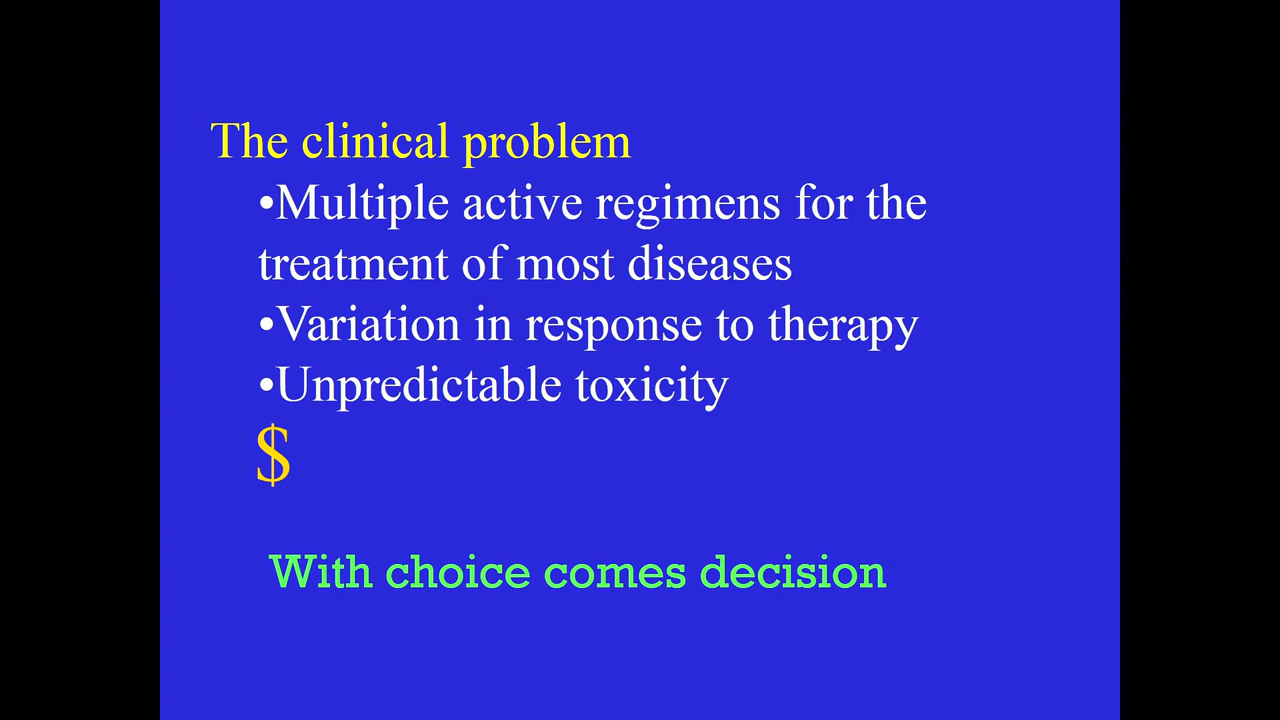 The clinical problem
•Multiple active regimens for the
treatment of most diseases
•Variation in response to therapy
•Unpredictable toxicity
$
With choice comes decision